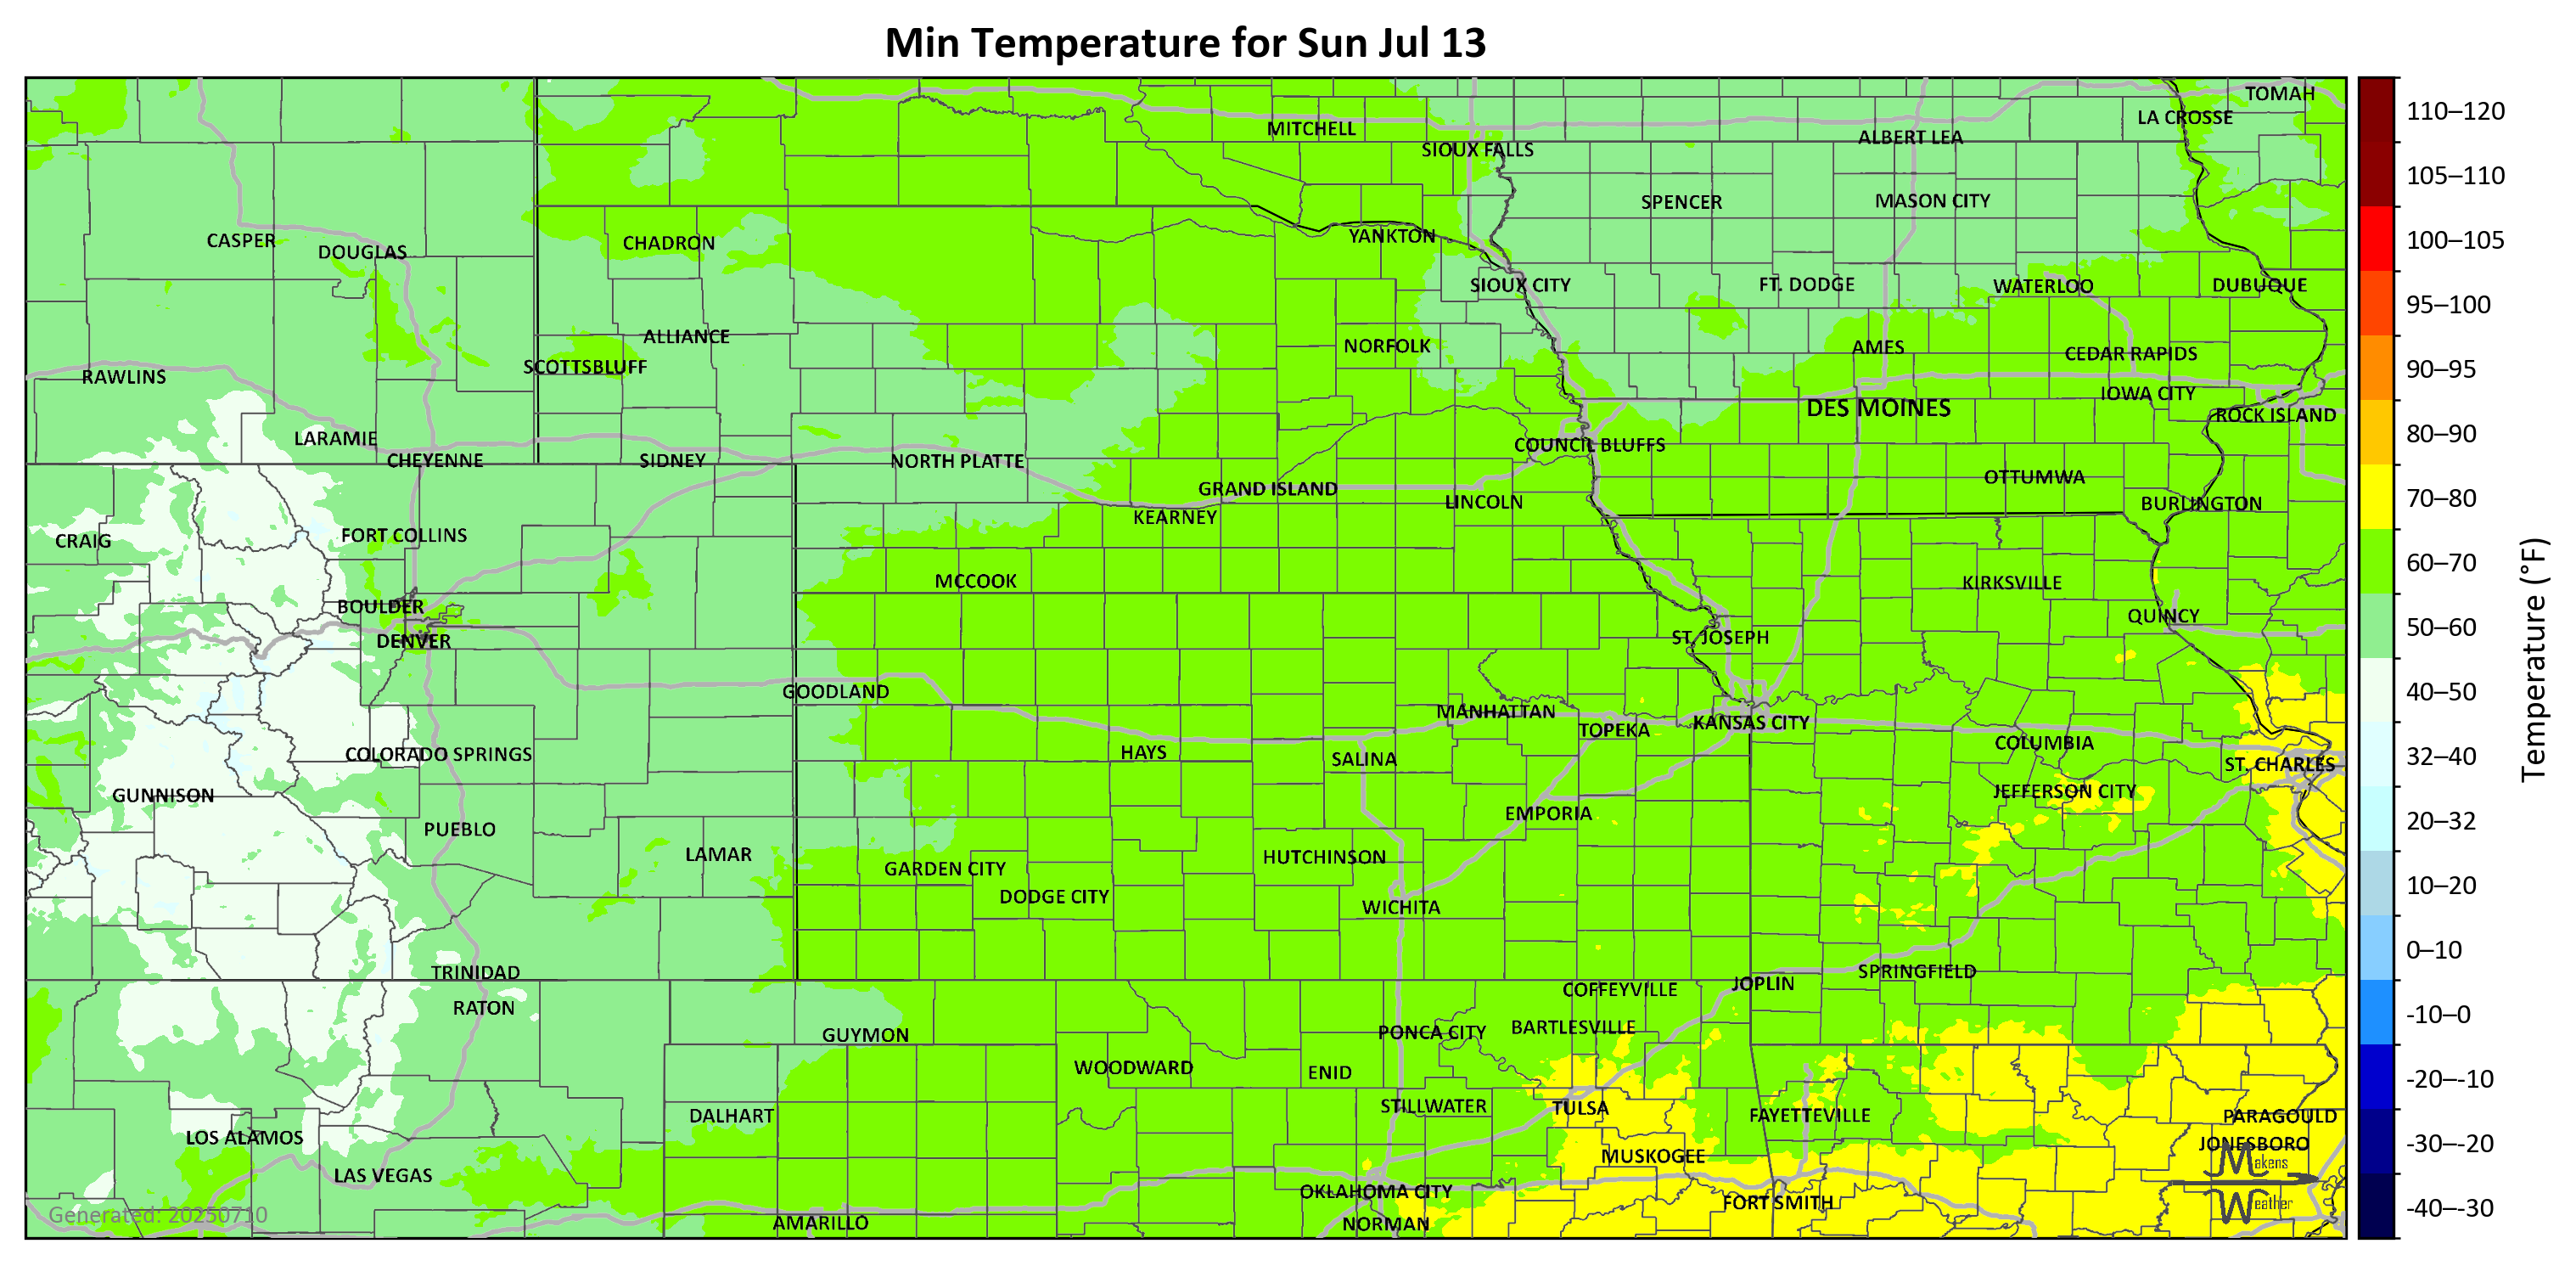 Min Temperature for Sun Jul 13
TOMAH
LA CROSSE
MITCHELL
ALBERT LEA
SIOUX FALLS
SPENCER
MASON CITY
CASPER
DOUGLAS
CHADRON
YANKTON
SIOUX CITY
FT. DODGE
WATERLOO
DUBUQUE
ALLIANCE
SCOTTSBLUFF
NORFOLK
AMES
CEDAR RAPIDS
RAWLINS
IOWA CITY
DES MOINES
ROCK ISLAND
LARAMIE
CHEYENNE
SIDNEY
NORTH PLATTE
COUNCIL BLUFFS
GRAND ISLAND
LINCOLN
OTTUMWA
BURLINGTON
KEARNEY
CRAIG
FORT COLLINS
MCCOOK
KIRKSVILLE
BOULDER
QUINCY
DENVER
ST. JOSEPH
GOODLAND
MANHATTAN
TOPEKA
KANSAS CITY
COLUMBIA
COLORADO SPRINGS
HAYS
SALINA
ST. CHARLES
GUNNISON
JEFFERSON CITY
PUEBLO
EMPORIA
LAMAR
GARDEN CITY
HUTCHINSON
DODGE CITY
WICHITA
TRINIDAD
SPRINGFIELD
JOPLIN
RATON
COFFEYVILLE
GUYMON
PONCA CITY
BARTLESVILLE
WOODWARD
ENID
DALHART
STILLWATER
TULSA
FAYETTEVILLE
PARAGOULD
LOS ALAMOS
JONESBORO
LAS VEGAS
MUSKOGEE
OKLAHOMA CITY
FORT SMITH
AMARILLO
NORMAN
Generated: 20250710
Makens
Weather
110–120
105–110
100–105
95–100
90–95
80–90
70–80
60–70
50–60
40–50
32–40
20–32
10–20
0–10
-10–0
-20–-10
-30–-20
-40–-30
Temperature (°F)